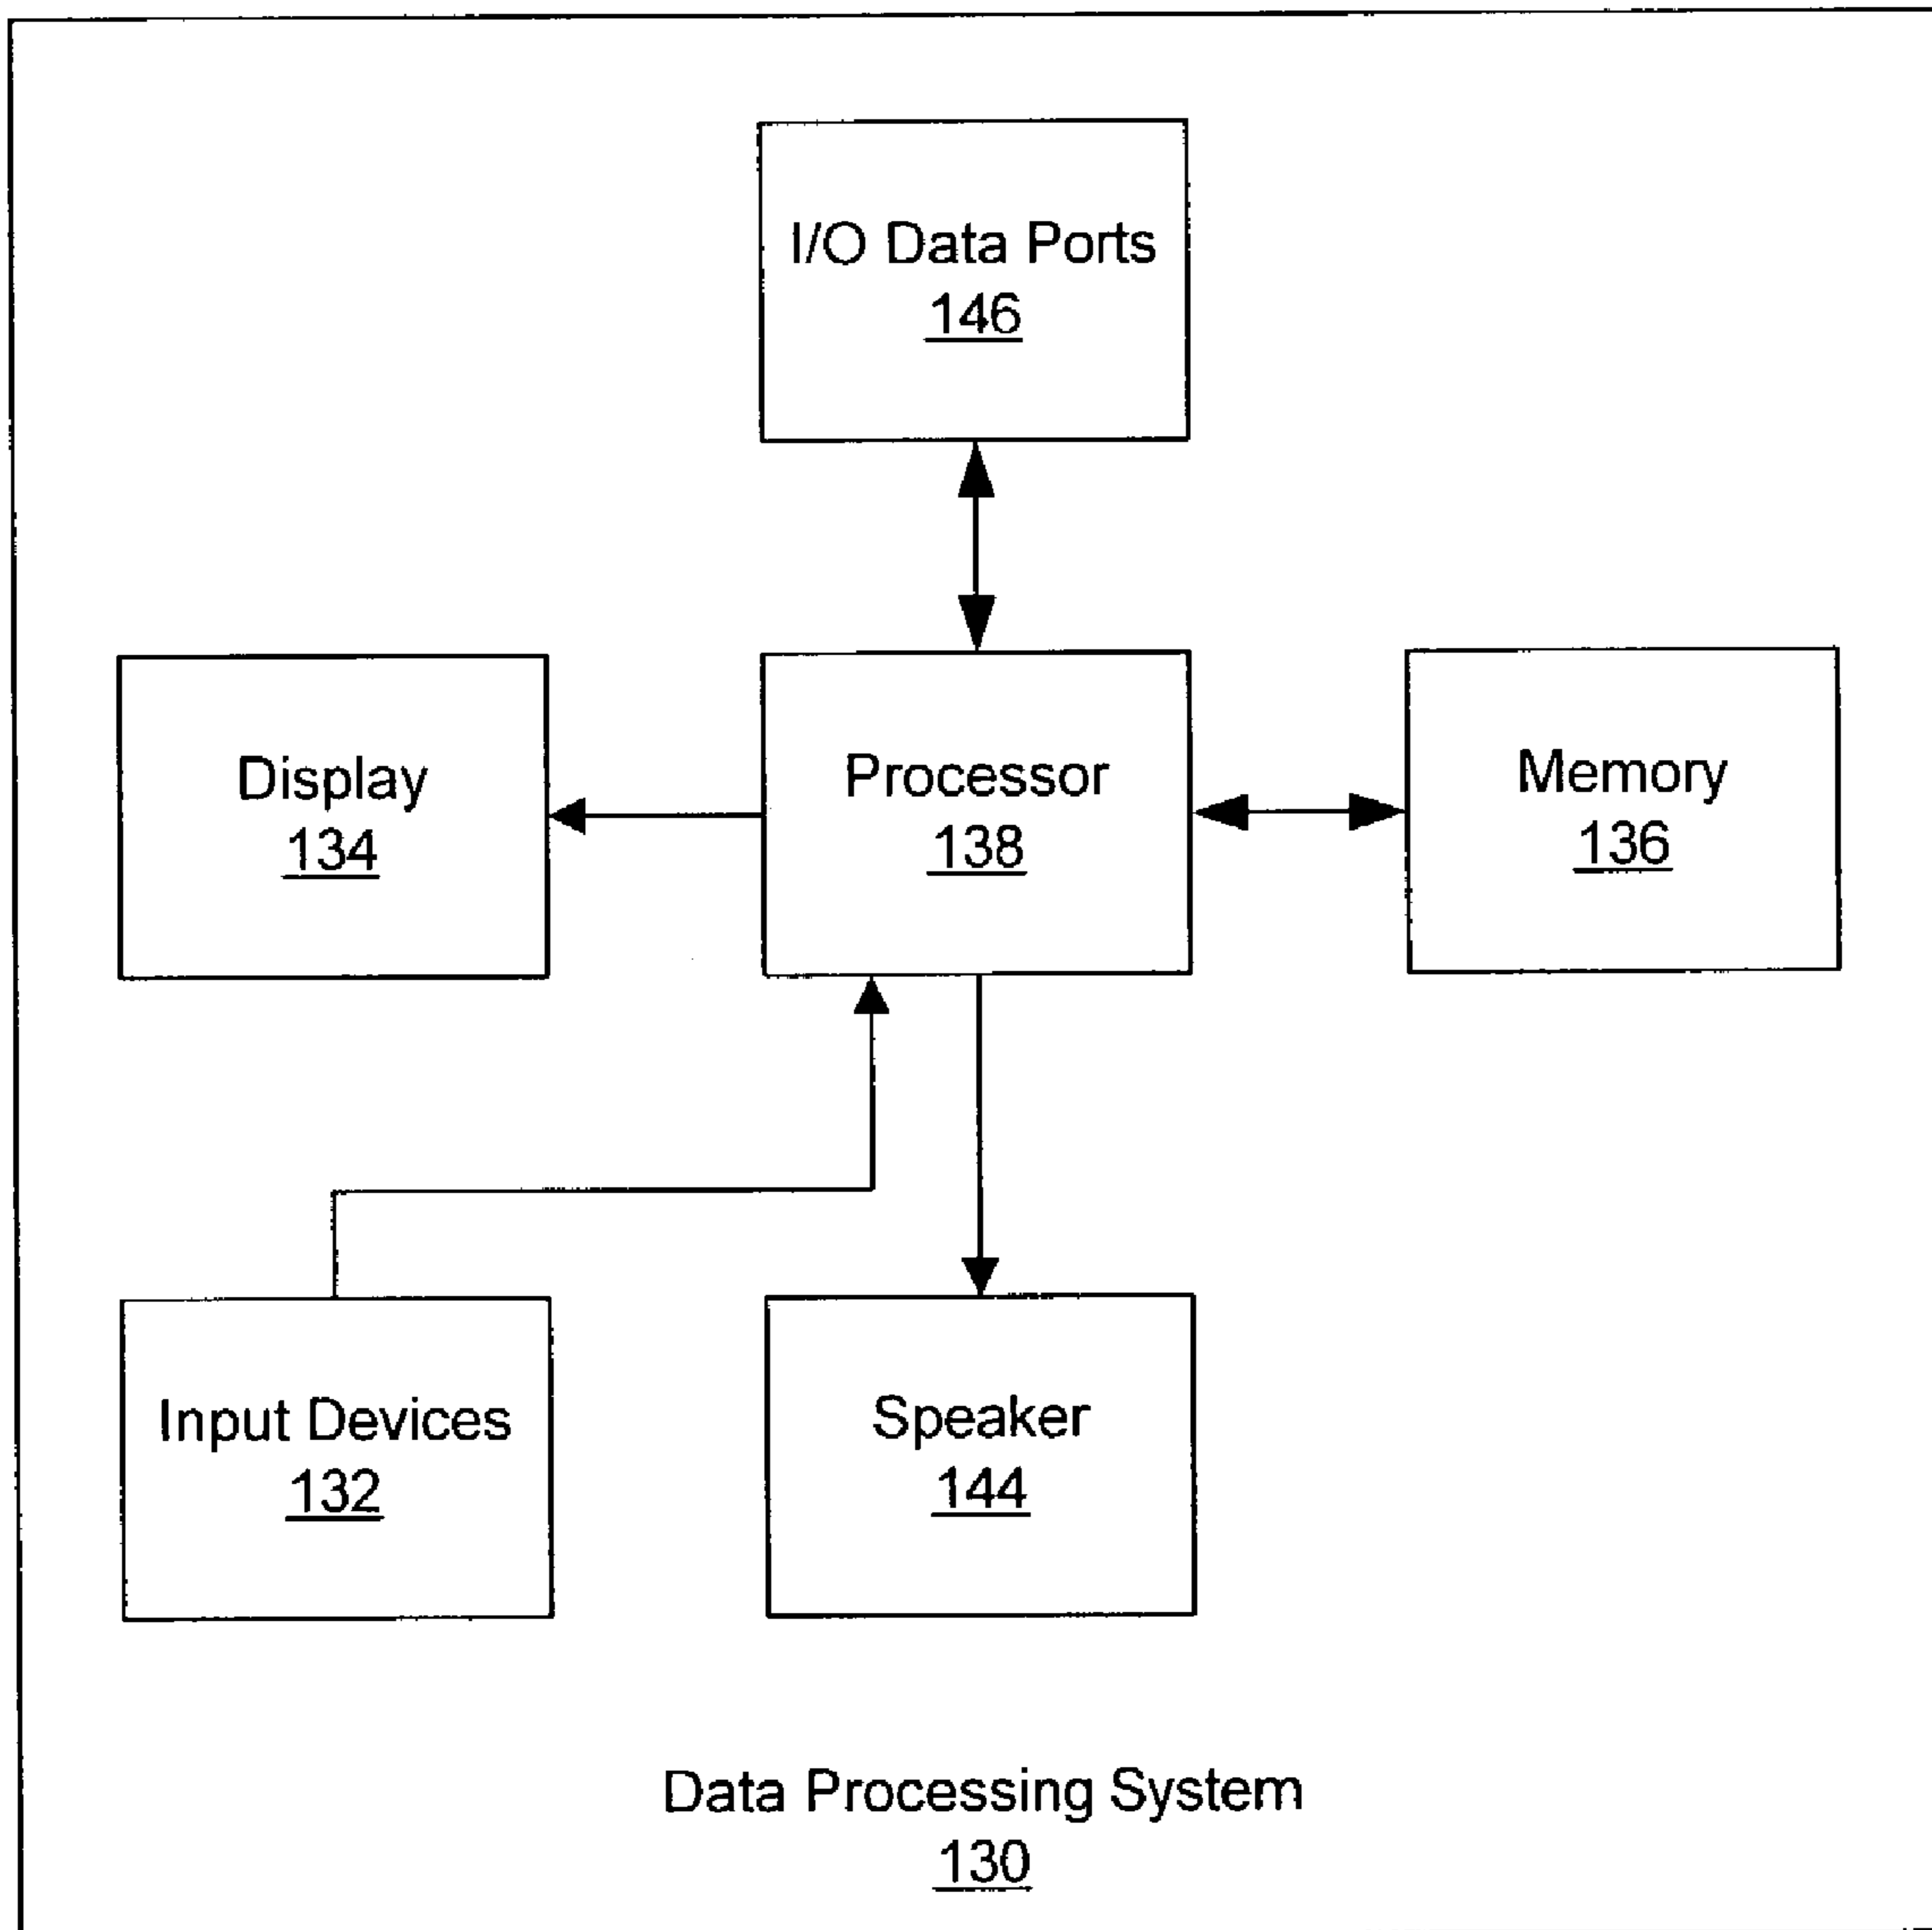 I/O Data Ports
146
Display
134
Processor
138
Memory
136
Input Devices
132
Speaker
144
Data Processing System
130